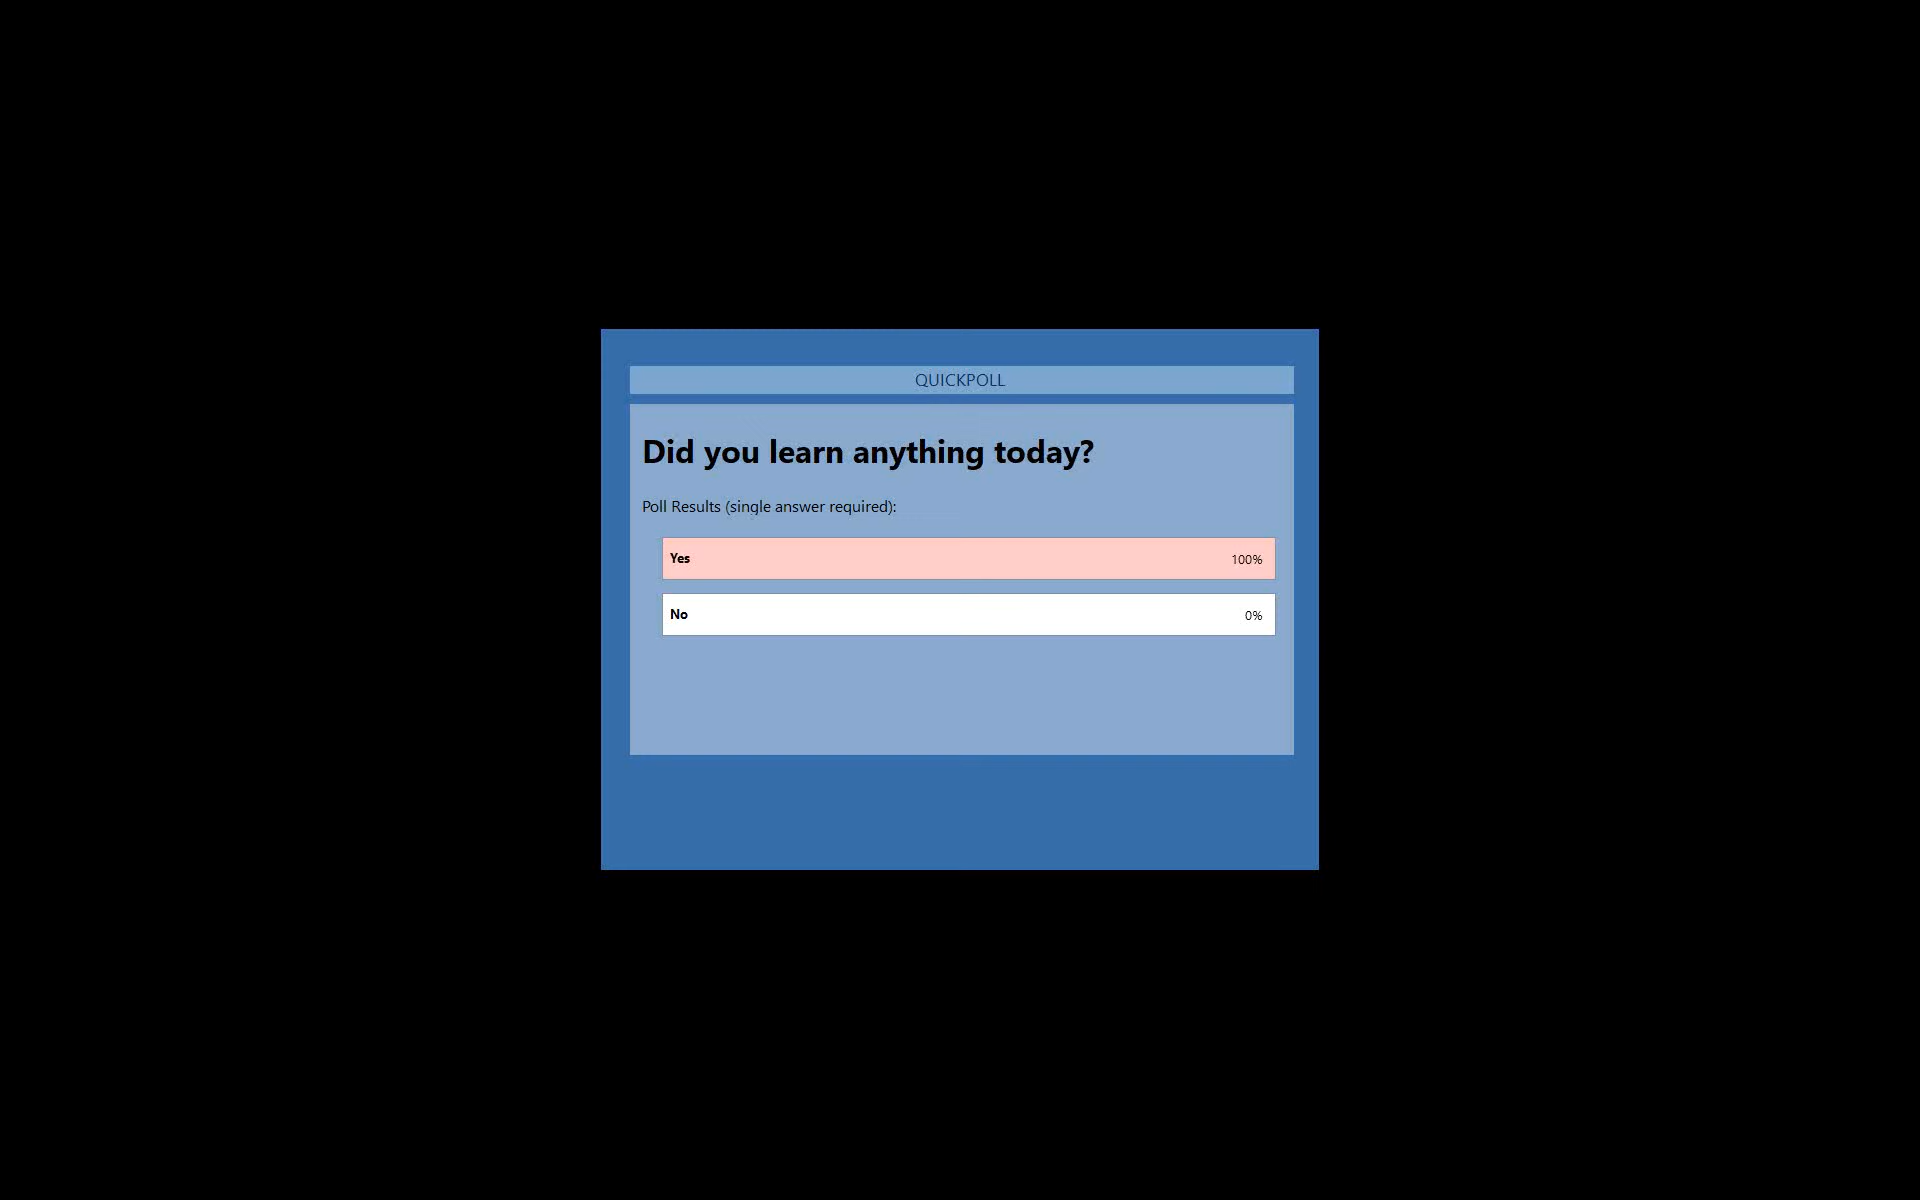 QUICKPOLL
Did you learn anything today?
Poll Results (single answer required):
Yes 100%
No 0%